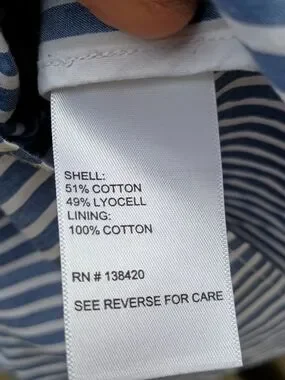 SHELL:
51% COTTON
49% LYOCELL
LINING:
100% COTTON
RN # 138420
SEE REVERSE FOR CARE